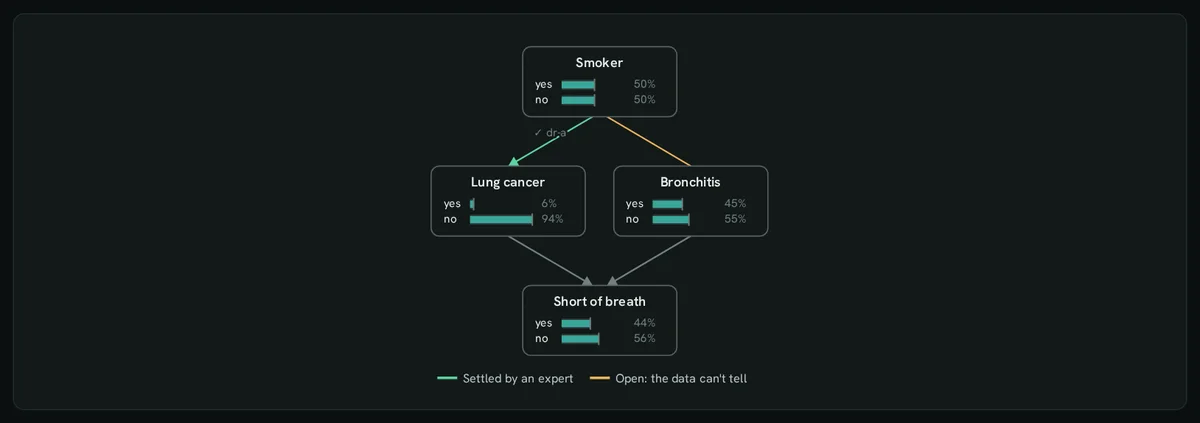 Smoker
yes 50%
no 50%
✓ dr-a
Lung cancer
yes 6%
no 94%
Bronchitis
yes 45%
no 55%
Short of breath
yes 44%
no 56%
Settled by an expert
Open: the data can't tell